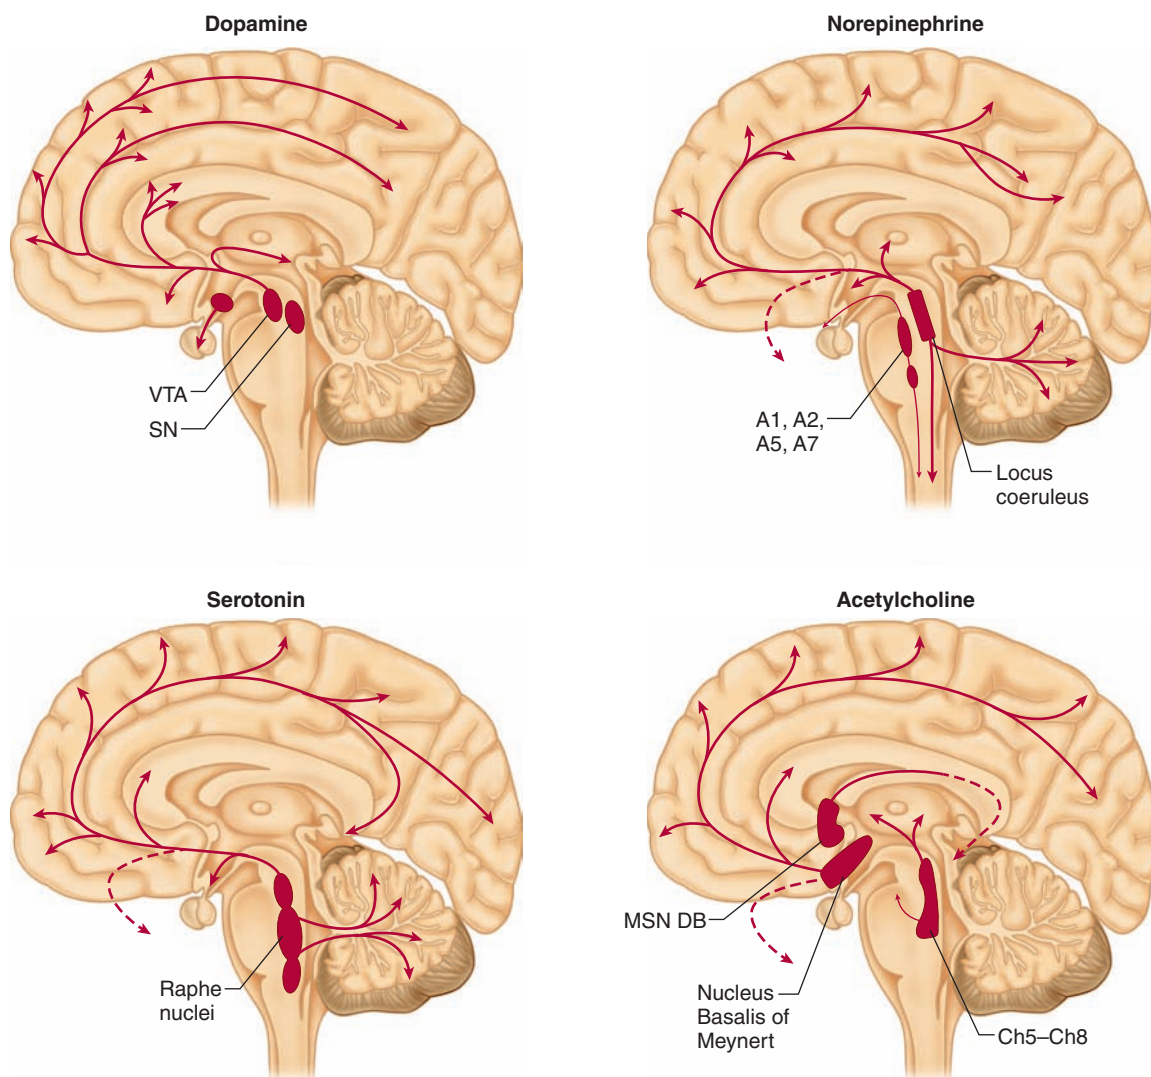 Dopamine
VTA
SN
Norepinephrine
A1, A2,
A5, A7
Locus
coeruleus
Serotonin
Raphe
nuclei
Acetylcholine
MSN DB
Nucleus
Basalis of
Meynert
Ch5–Ch8